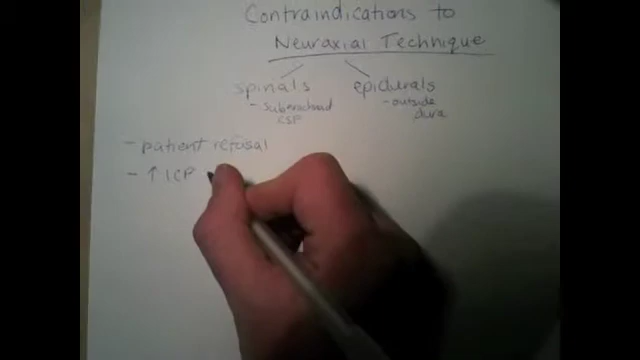 Contraindications to
Neuraxial Technique
spinals epidurals
- subarachnoid - outside
CSF dura
- patient refusal
- ↑ ICP